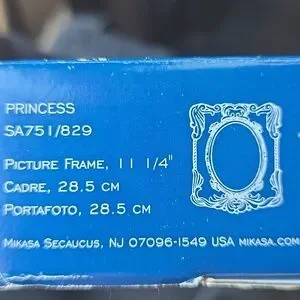 PRINCESS
SA751/829
PICTURE FRAME, 11 1/4"
CADRE, 28.5 CM
PORTAFOTO, 28.5 CM
MIKASA SECAUCUS, NJ 07096-1549 USA MIKASA.COM